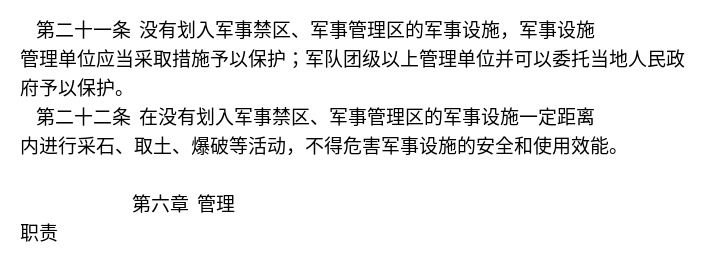 第二十一条 没有划入军事禁区、军事管理区的军事设施，军事设施
管理单位应当采取措施予以保护；军队团级以上管理单位并可以委托当地人民政
府予以保护。
第二十二条 在没有划入军事禁区、军事管理区的军事设施一定距离
内进行采石、取土、爆破等活动，不得危害军事设施的安全和使用效能。
第六章 管理
职责